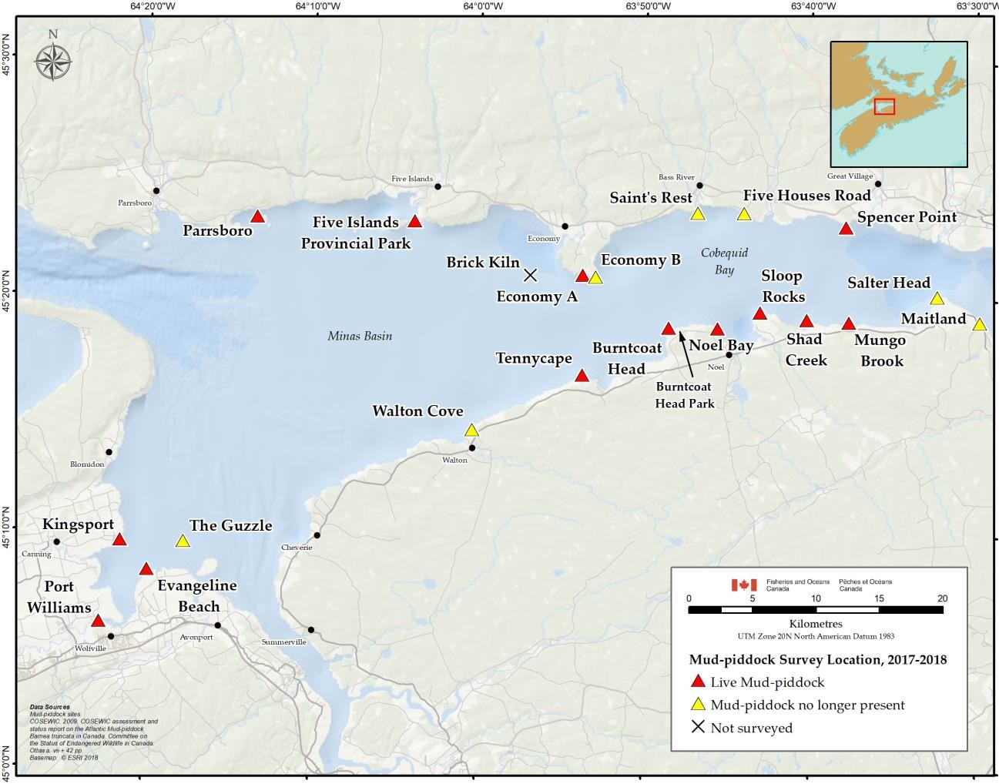 64°20'0"W
64°10'0"W
64°0'0"W
63°50'0"W
63°40'0"W
63°30'0"W
45°30'0"N
45°20'0"N
45°10'0"N
45°0'0"N
N
Parrsboro
Five Islands
Economy
Bass River
Great Village
Saint's Rest
Five Houses Road
Spencer Point
Parrsboro
Five Islands
Provincial Park
Brick Kiln
Economy A
Economy B
Cobequid
Bay
Sloop
Rocks
Salter Head
Maitland
Minas Basin
Tennycape
Burntcoat
Head
Noel Bay
Noel
Shad
Creek
Mungo
Brook
Burntcoat
Head Park
Walton Cove
Walton
Blomidon
Kingsport
The Guzzle
Canning
Cheverie
Port
Williams
Evangeline
Beach
Wolfville
Avonport
Summerville
Fisheries and Oceans
Canada
Pêches et Océans
Canada
0 5 10 15 20
Kilometres
UTM Zone 20N North American Datum 1983
Mud-piddock Survey Location, 2017-2018
Live Mud-piddock
Mud-piddock no longer present
Not surveyed
Data Sources
Mud-piddock sites:
COSEWIC. 2009. COSEWIC assessment and
status report on the Atlantic Mud-piddock
Barnea truncata in Canada. Committee on
the Status of Endangered Wildlife in Canada.
Ottawa. vii + 42 pp.
Basemap: © ESRI 2018